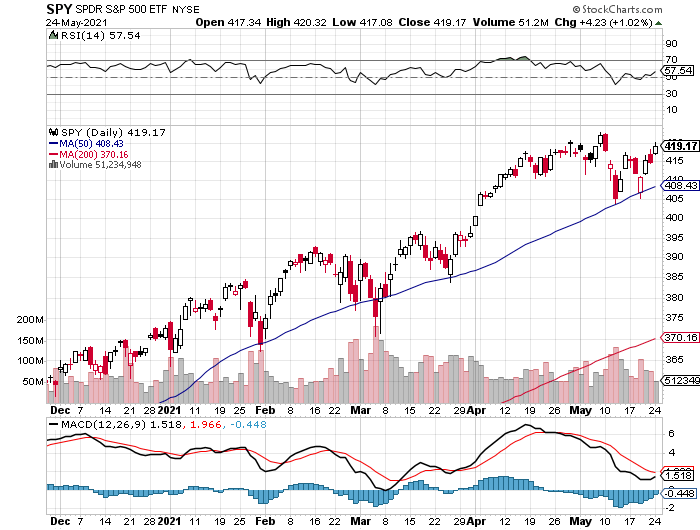 SPY SPDR S&P 500 ETF NYSE © StockCharts.com
24-May-2021 Open 417.34 High 420.32 Low 417.08 Close 419.17 Volume 51.2M Chg +4.23 (+1.02%)
RSI(14) 57.54
90
70
57.54
50
30
10
SPY (Daily) 419.17
MA(50) 408.43
MA(200) 370.16
Volume 51,234,948
419.17
415
410
408.43
405
400
395
390
385
380
375
370.16
365
512349
200M
150M
100M
50M
Dec 7 14 21 28 2021 11 19 25 Feb 8 16 22 Mar 8 15 22 29 Apr 12 19 26 May 10 17 24
MACD(12,26,9) 1.518, 1.966, -0.448
6
4
1.518
-0.448
-2
Dec 7 14 21 28 2021 11 19 25 Feb 8 16 22 Mar 8 15 22 29 Apr 12 19 26 May 10 17 24